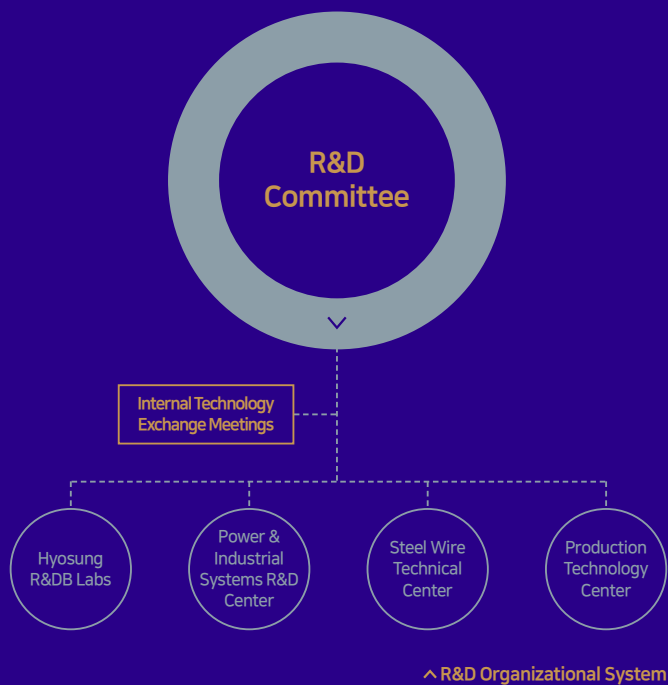 R&D
Committee
Internal Technology
Exchange Meetings
Hyosung
R&DB Labs
Power &
Industrial
Systems R&D
Center
Steel Wire
Technical
Center
Production
Technology
Center
R&D Organizational System